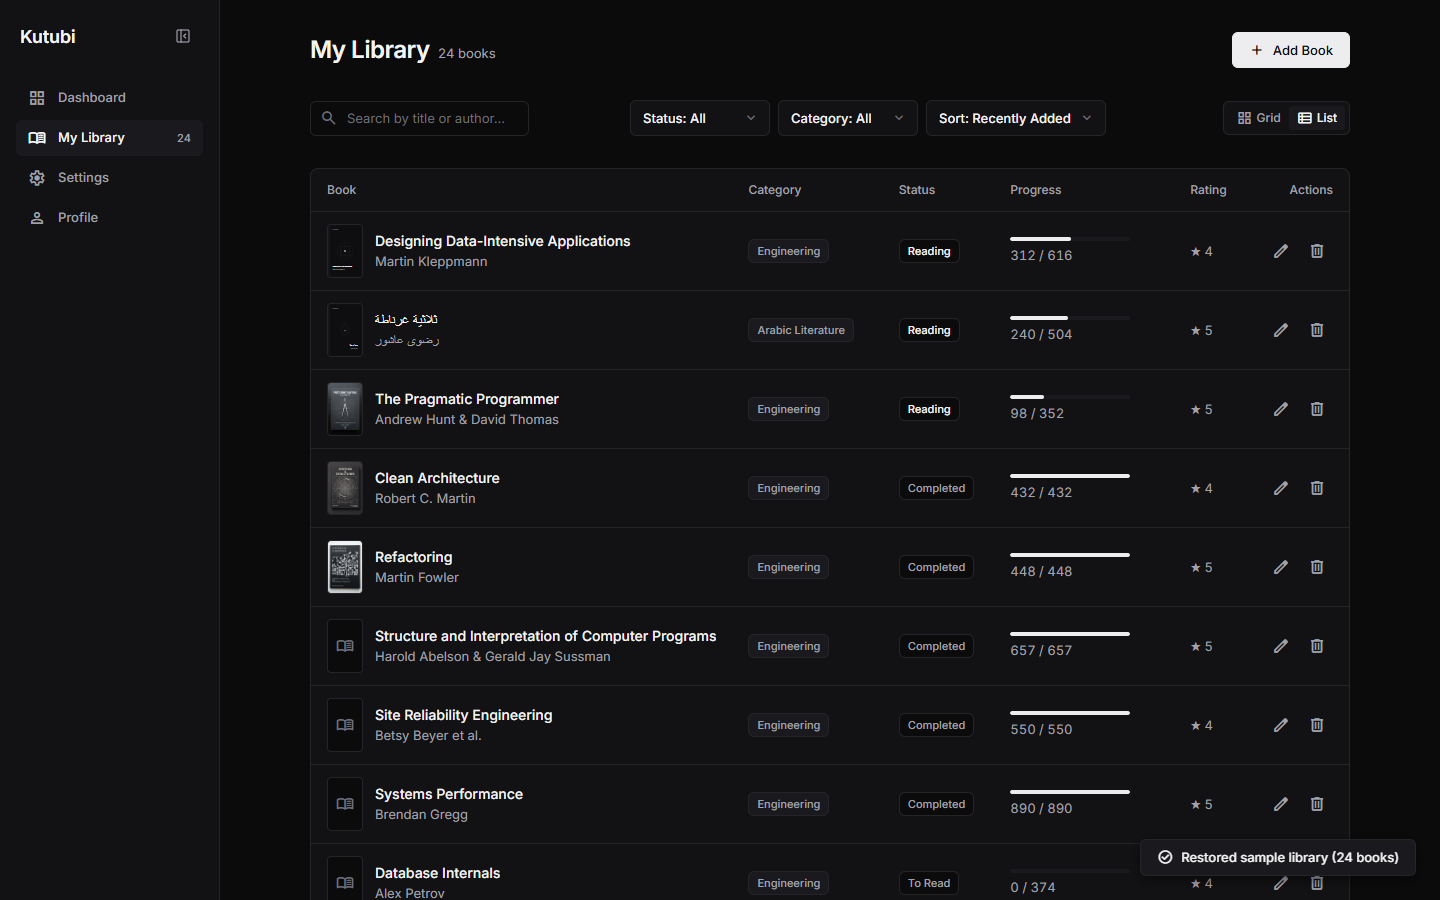 Kutubi
Dashboard
My Library 24
Settings
Profile
My Library 24 books
+ Add Book
Search by title or author...
Status: All
Category: All
Sort: Recently Added
Grid
List
Book Category Status Progress Rating Actions
Designing Data-Intensive Applications
Martin Kleppmann
Engineering
Reading
312 / 616
★ 4
ثلاثية غرناطة
رضوى عاشور
Arabic Literature
Reading
240 / 504
★ 5
The Pragmatic Programmer
Andrew Hunt & David Thomas
Engineering
Reading
98 / 352
★ 5
Clean Architecture
Robert C. Martin
Engineering
Completed
432 / 432
★ 4
Refactoring
Martin Fowler
Engineering
Completed
448 / 448
★ 5
Structure and Interpretation of Computer Programs
Harold Abelson & Gerald Jay Sussman
Engineering
Completed
657 / 657
★ 5
Site Reliability Engineering
Betsy Beyer et al.
Engineering
Completed
550 / 550
★ 4
Systems Performance
Brendan Gregg
Engineering
Completed
890 / 890
★ 5
Database Internals
Alex Petrov
Engineering
To Read
0 / 374
★ 4
Restored sample library (24 books)